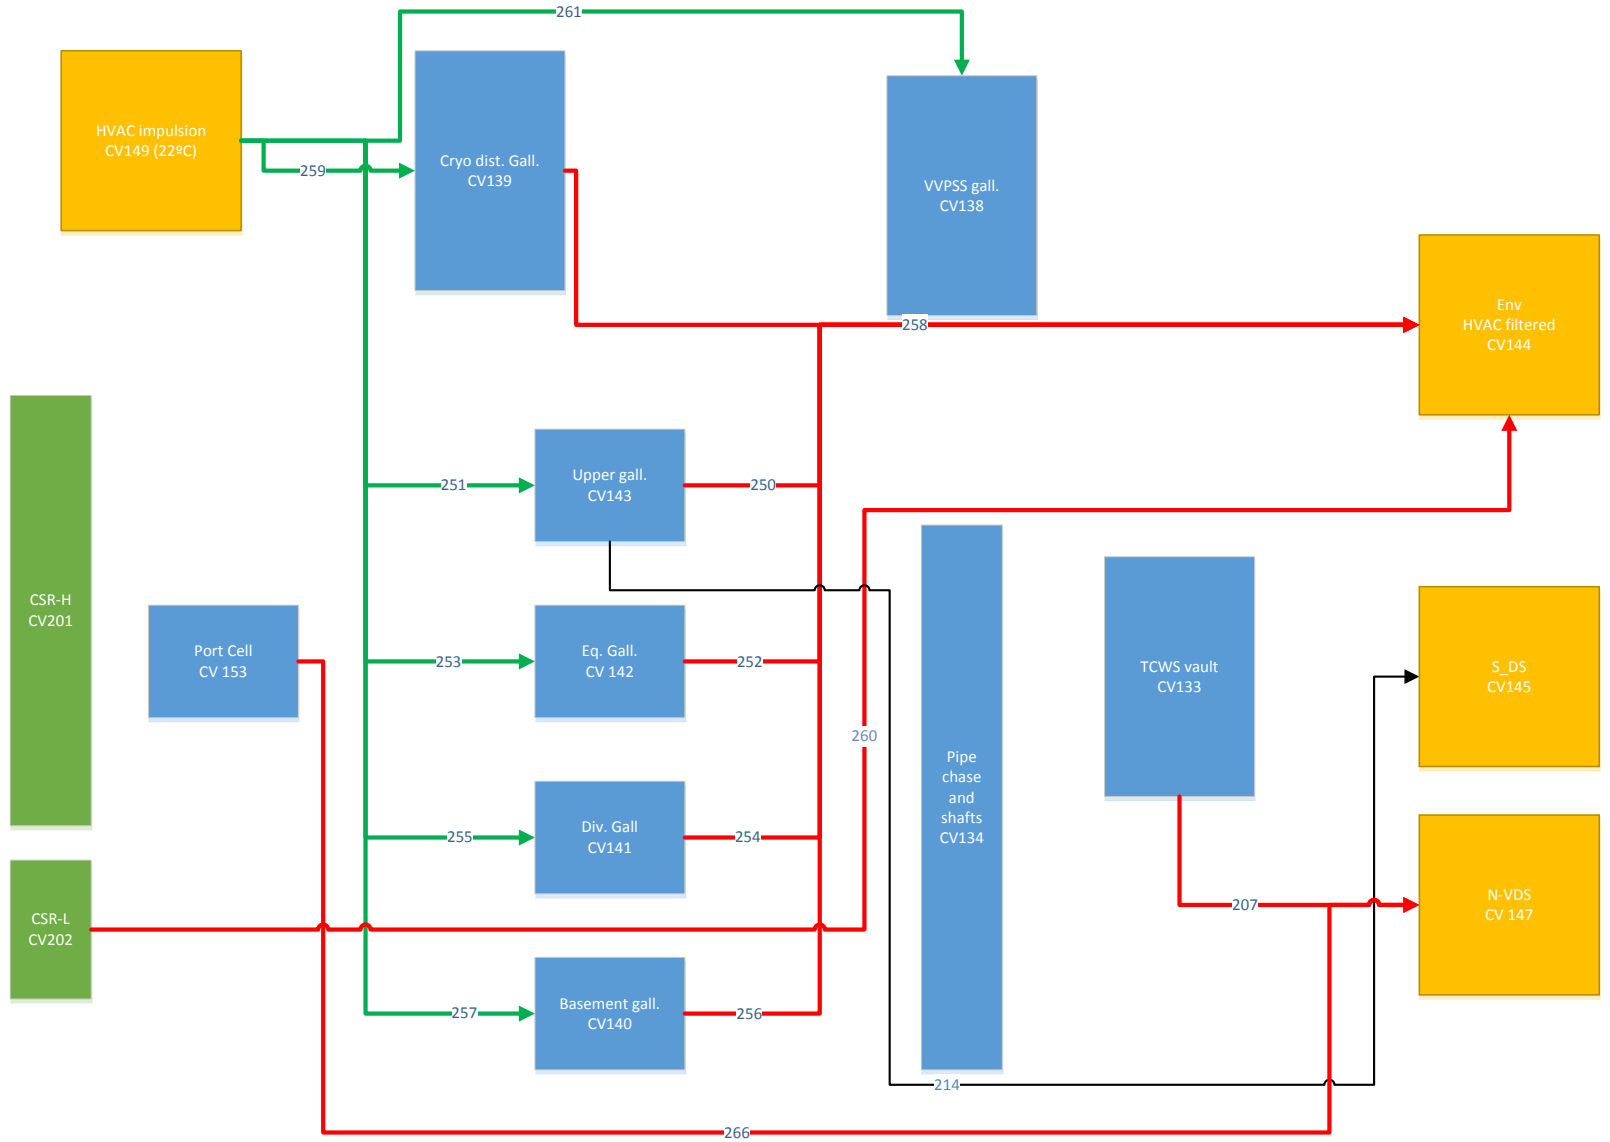 261
HVAC impulsion
CV149 (22ºC)
259
Cryo dist. Gall.
CV139
VVPSS gall.
CV138
258
Env
HVAC filtered
CV144
251
Upper gall.
CV143
250
CSR-H
CV201
Port Cell
CV 153
253
Eq. Gall.
CV 142
252
260
Pipe
chase
and
shafts
CV134
TCWS vault
CV133
S_DS
CV145
255
Div. Gall
CV141
254
CSR-L
CV202
207
N-VDS
CV 147
257
Basement gall.
CV140
256
214
266